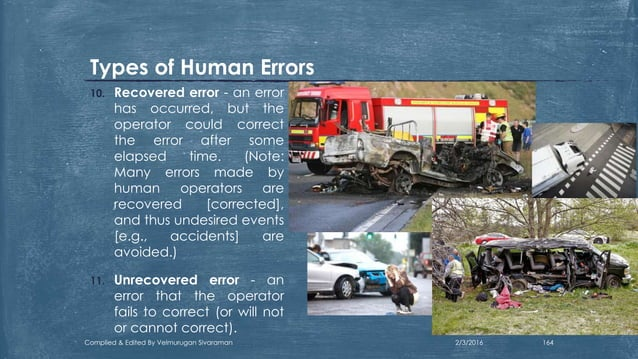 Types of Human Errors
10. Recovered error - an error
has occurred, but the
operator could correct
the error after some
elapsed time. (Note:
Many errors made by
human operators are
recovered [corrected],
and thus undesired events
[e.g., accidents] are
avoided.)
11. Unrecovered error - an
error that the operator
fails to correct (or will not
or cannot correct).
Complied & Edited By Velmurugan Sivaraman
2/3/2016
164